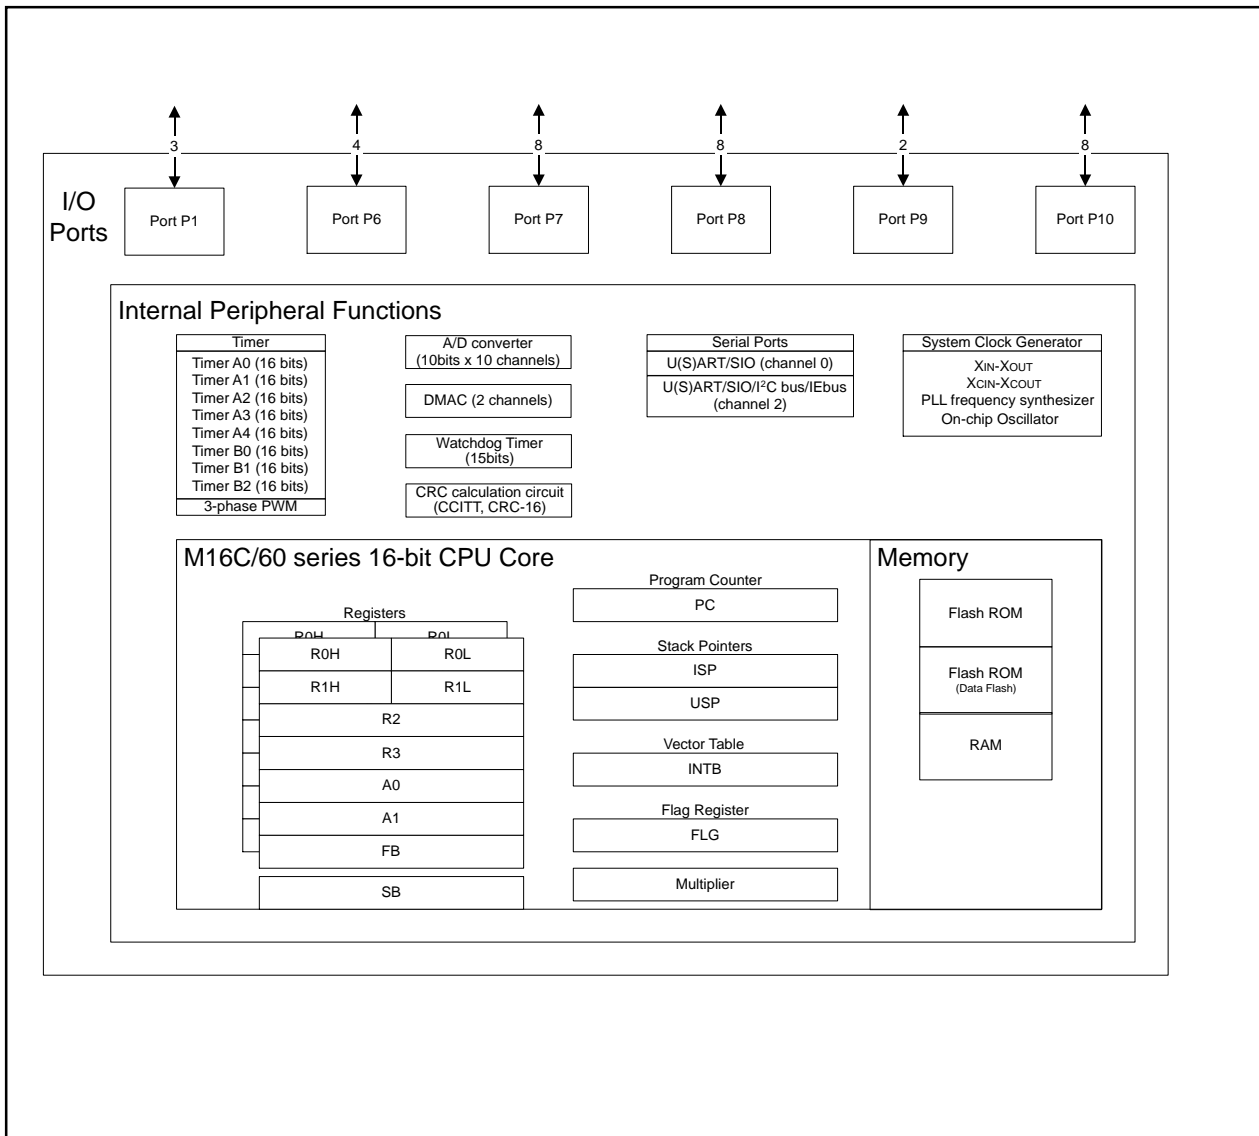 3
4
8
8
2
8
I/O
Ports
Port P1
Port P6
Port P7
Port P8
Port P9
Port P10
Internal Peripheral Functions
Timer
Timer A0 (16 bits)
Timer A1 (16 bits)
Timer A2 (16 bits)
Timer A3 (16 bits)
Timer A4 (16 bits)
Timer B0 (16 bits)
Timer B1 (16 bits)
Timer B2 (16 bits)
3-phase PWM
A/D converter
(10bits x 10 channels)
DMAC (2 channels)
Watchdog Timer
(15bits)
CRC calculation circuit
(CCITT, CRC-16)
Serial Ports
U(S)ART/SIO (channel 0)
U(S)ART/SIO/I²C bus/IEbus
(channel 2)
System Clock Generator
XIN-XOUT
XCIN-XCOUT
PLL frequency synthesizer
On-chip Oscillator
M16C/60 series 16-bit CPU Core
Registers
R0H
R0L
R0H
R0L
R1H
R1L
R2
R3
A0
A1
FB
SB
Program Counter
PC
Stack Pointers
ISP
USP
Vector Table
INTB
Flag Register
FLG
Multiplier
Memory
Flash ROM
Flash ROM
(Data Flash)
RAM